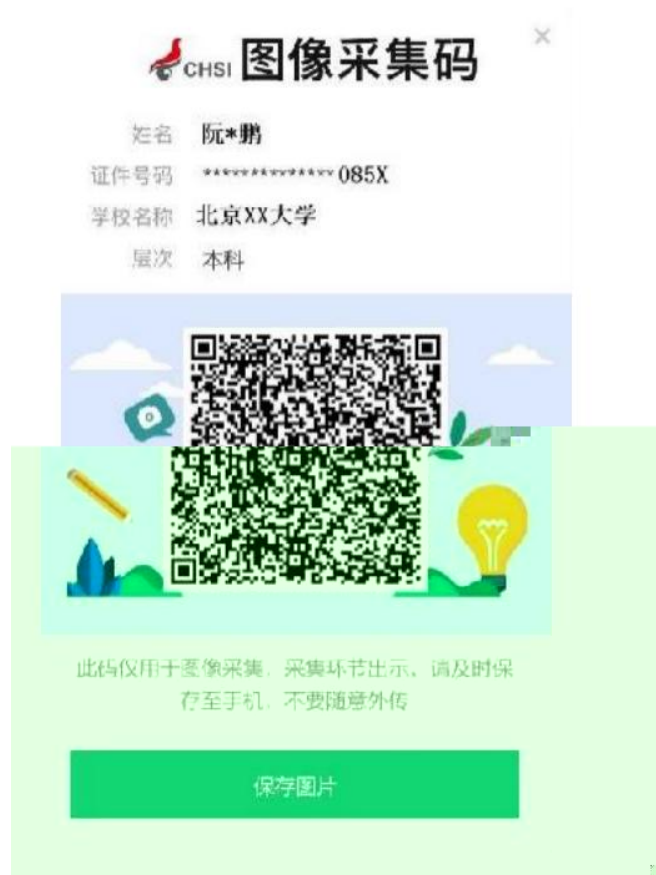 CHSI 图像采集码
姓名 阮*鹏
证件号码 **************085X
学校名称 北京XX大学
层次 本科
此码仅用于图像采集、采集环节出示、请及时保
存至手机、不要随意外传
保存图片